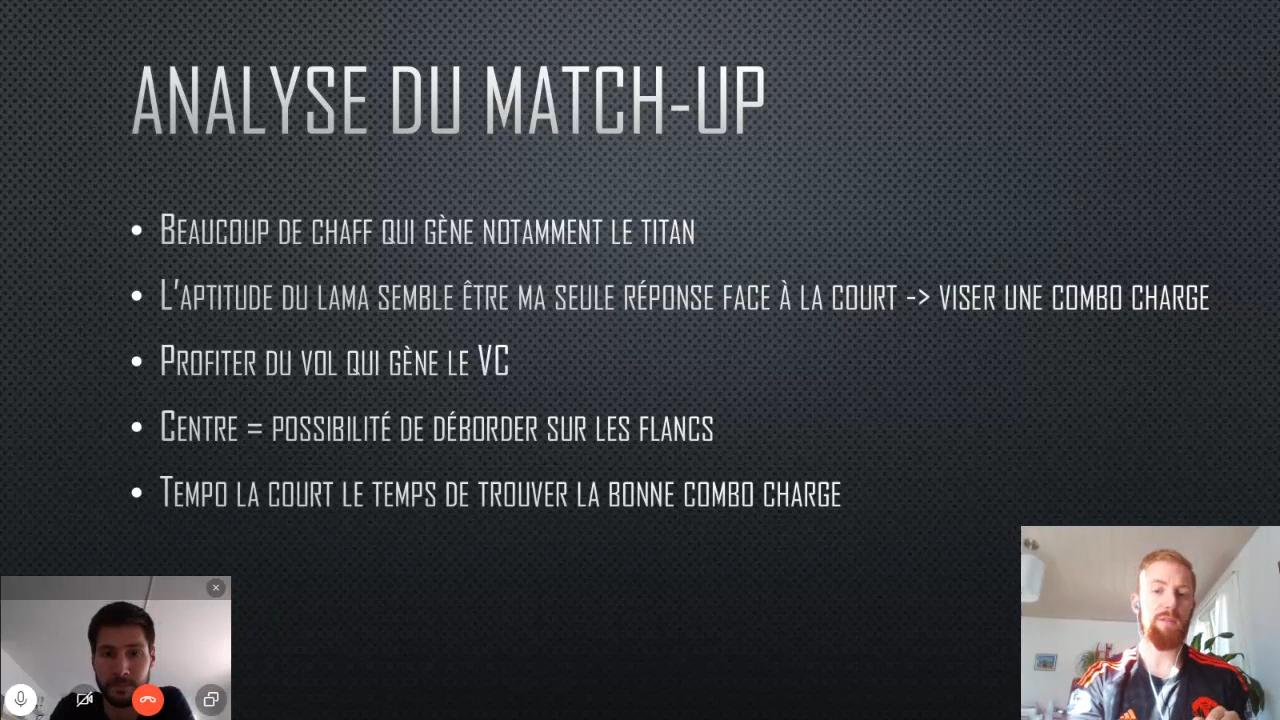 ANALYSE DU MATCH-UP
• BEAUCOUP DE CHAFF QUI GÈNE NOTAMMENT LE TITAN
• L'APTITUDE DU LAMA SEMBLE ÊTRE MA SEULE RÉPONSE FACE À LA COURT -> VISER UNE COMBO CHARGE
• PROFITER DU VOL QUI GÈNE LE VC
• CENTRE = POSSIBILITÉ DE DÉBORDER SUR LES FLANCS
• TEMPO LA COURT LE TEMPS DE TROUVER LA BONNE COMBO CHARGE